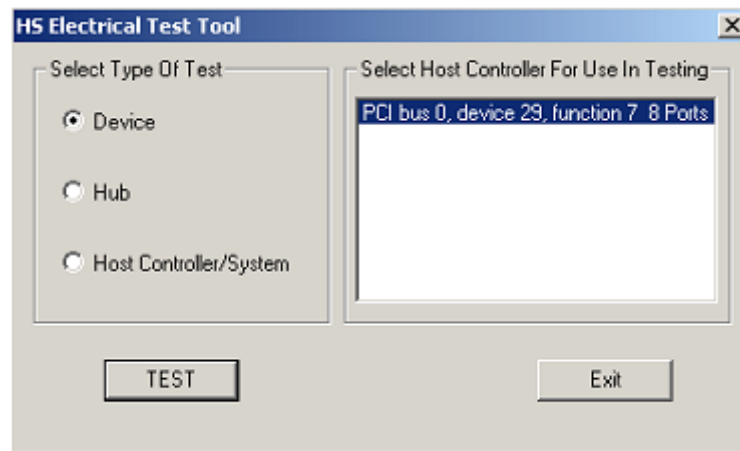 HS Electrical Test Tool
Select Type Of Test
Device
Hub
Host Controller/System
Select Host Controller For Use In Testing
PCI bus 0, device 29, function 7  8 Ports
TEST
Exit